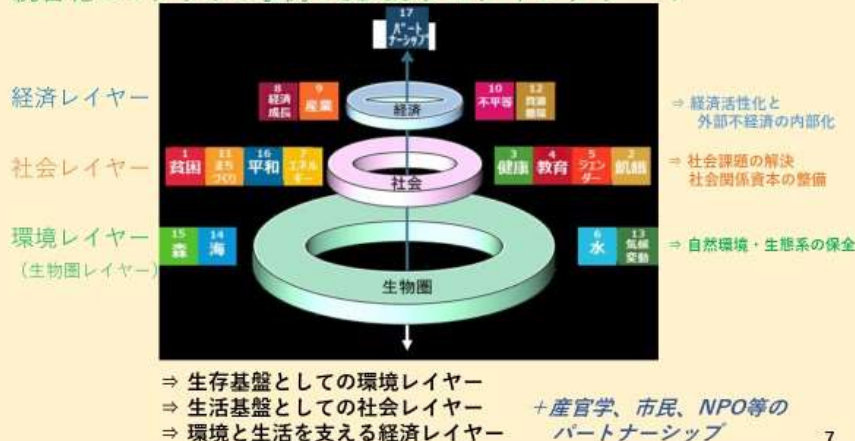 17
パートナーシップ
経済レイヤー
8 経済成長
9 産業
経済
10 不平等
12 資源循環
⇒ 経済活性化と
外部不経済の内部化
社会レイヤー
1 貧困
11 まちづくり
16 平和
7 エネルギー
社会
3 健康
4 教育
5 ジェンダー
2 飢餓
⇒ 社会課題の解決
社会関係資本の整備
環境レイヤー
(生物圏レイヤー)
15 森
14 海
生物圏
6 水
13 気候変動
⇒ 自然環境・生態系の保全
⇒ 生存基盤としての環境レイヤー
⇒ 生活基盤としての社会レイヤー
⇒ 環境と生活を支える経済レイヤー
+産官学、市民、NPO等の
パートナーシップ
7